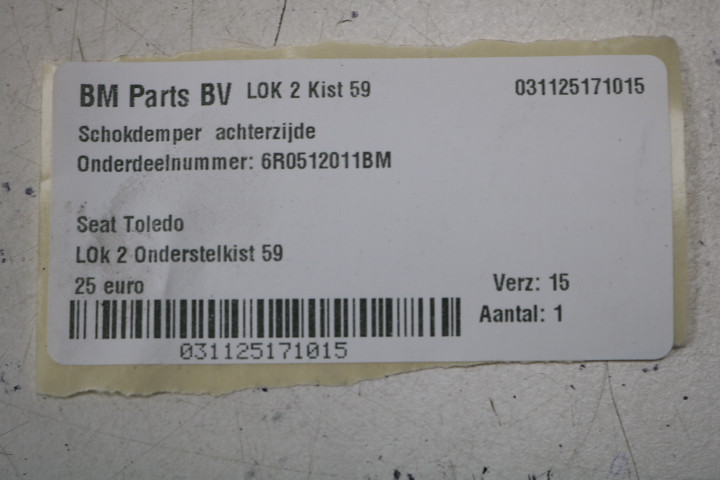 BM Parts BV LOK 2 Kist 59 031125171015
Schokdemper achterzijde
Onderdeelnummer: 6R0512011BM
Seat Toledo
LOk 2 Onderstelkist 59
25 euro Verz: 15
Aantal: 1
031125171015